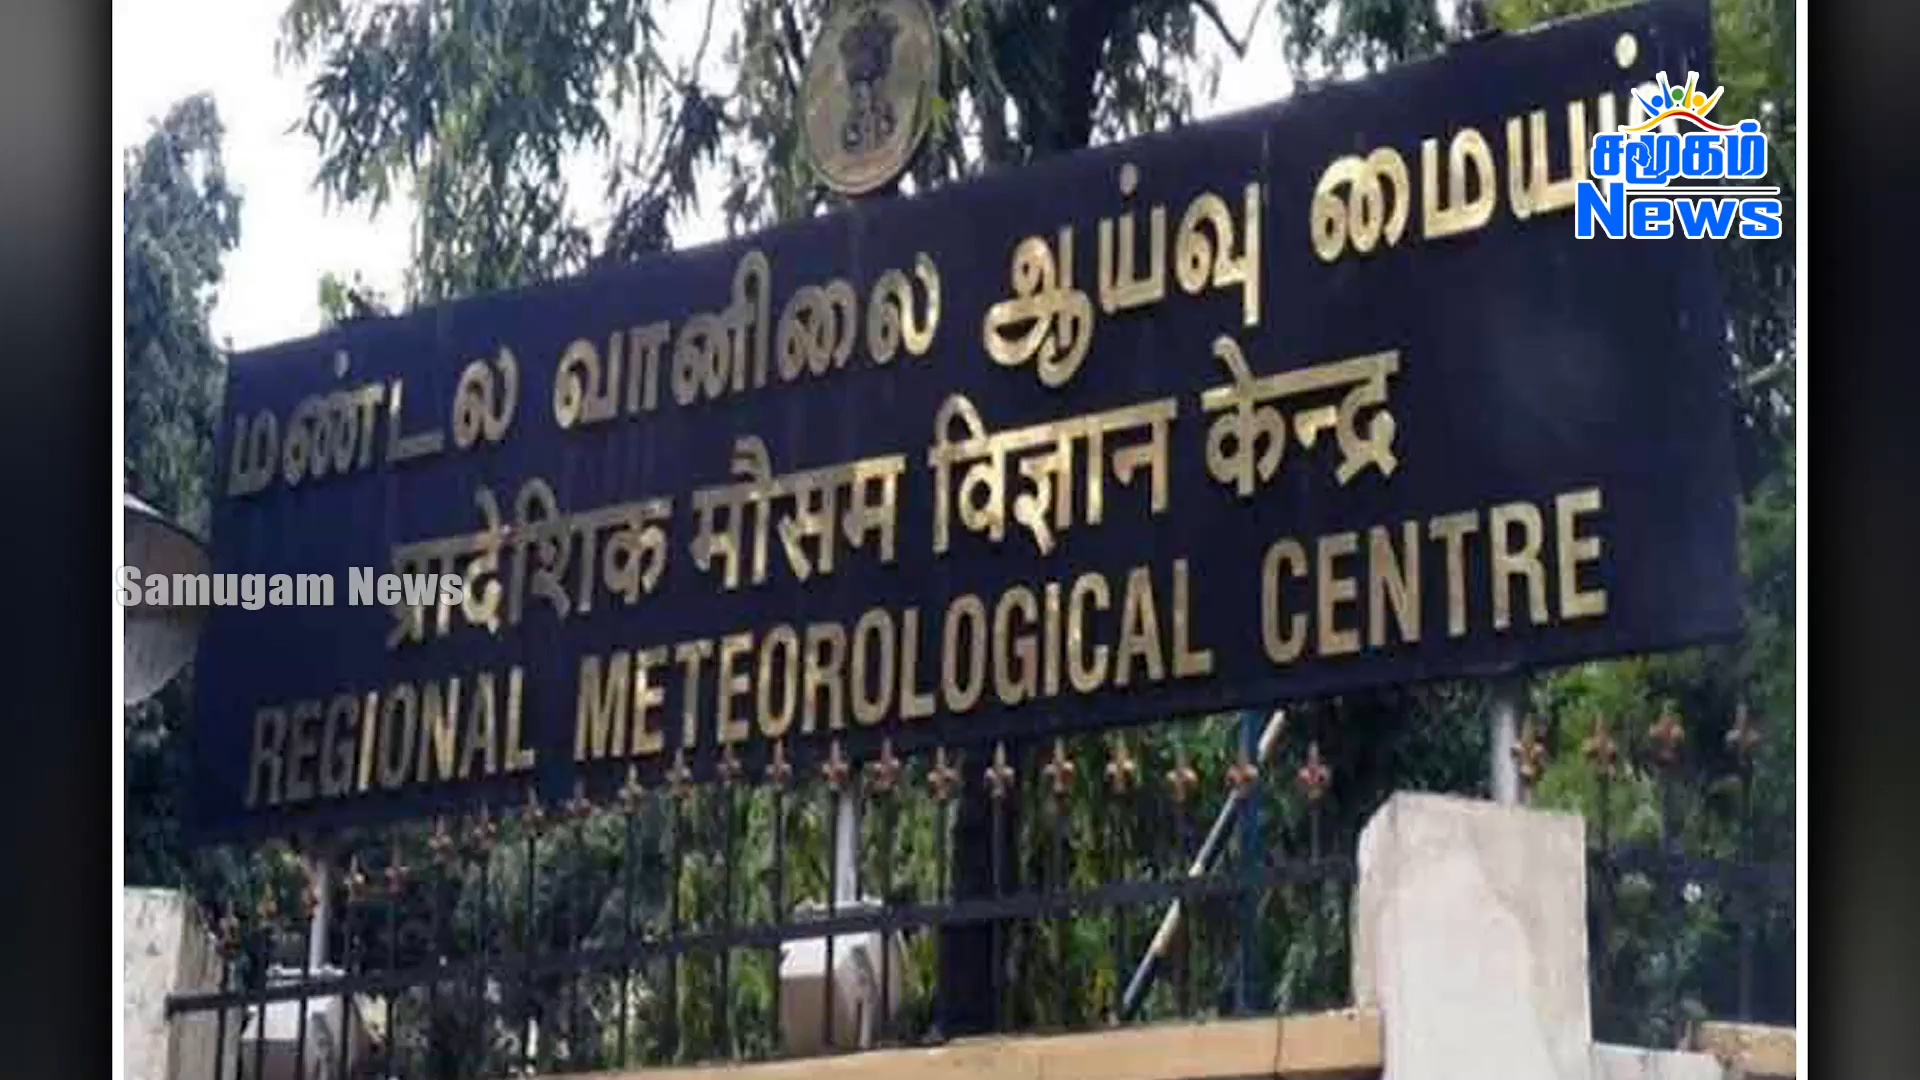 மண்டல வானிலை ஆய்வு மையம்
प्रादेशिक मौसम विज्ञान केन्द्र
REGIONAL METEOROLOGICAL CENTRE
சமூகம்
News
Samugam News